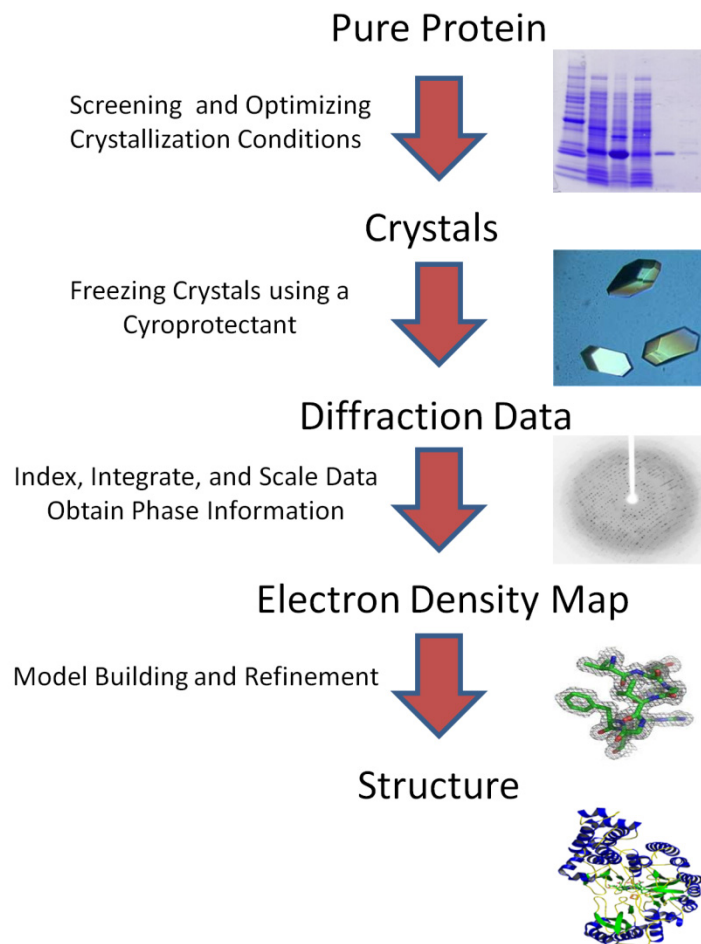 Pure Protein
Screening and Optimizing
Crystallization Conditions
Crystals
Freezing Crystals using a
Cyroprotectant
Diffraction Data
Index, Integrate, and Scale Data
Obtain Phase Information
Electron Density Map
Model Building and Refinement
Structure